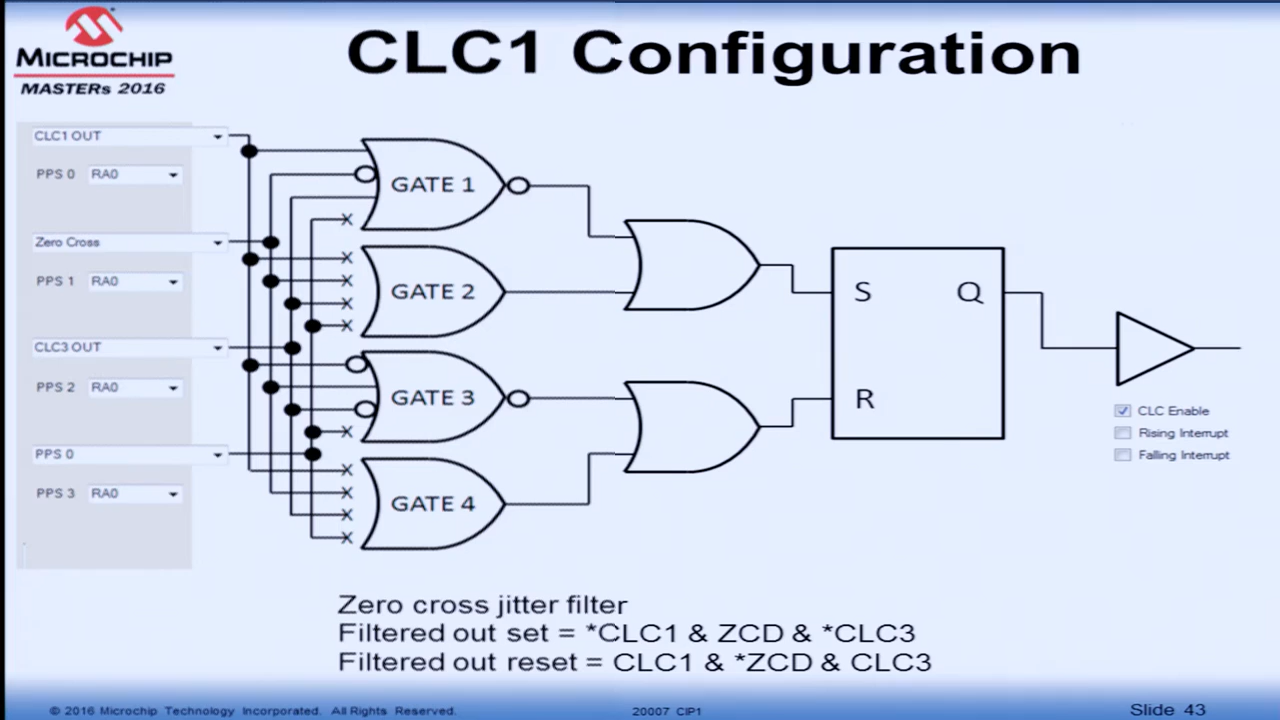 MICROCHIP
MASTERs 2016
CLC1 Configuration
CLC1 OUT
PPS 0 RA0
Zero Cross
PPS 1 RA0
CLC3 OUT
PPS 2 RA0
PPS 0
PPS 3 RA0
GATE 1
GATE 2
GATE 3
GATE 4
S Q
R
CLC Enable
Rising Interrupt
Falling Interrupt
Zero cross jitter filter
Filtered out set = *CLC1 & ZCD & *CLC3
Filtered out reset = CLC1 & *ZCD & CLC3
© 2016 Microchip Technology Incorporated. All Rights Reserved.
20007 CIP1
Slide 43